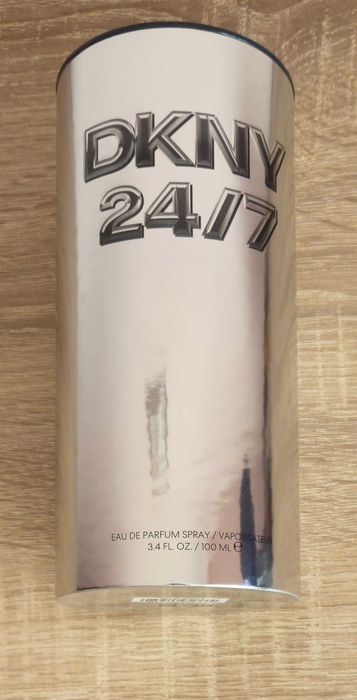 DKNY
24/7
EAU DE PARFUM SPRAY / VAPORISATEUR
3.4 FL. OZ. / 100 ML ℮